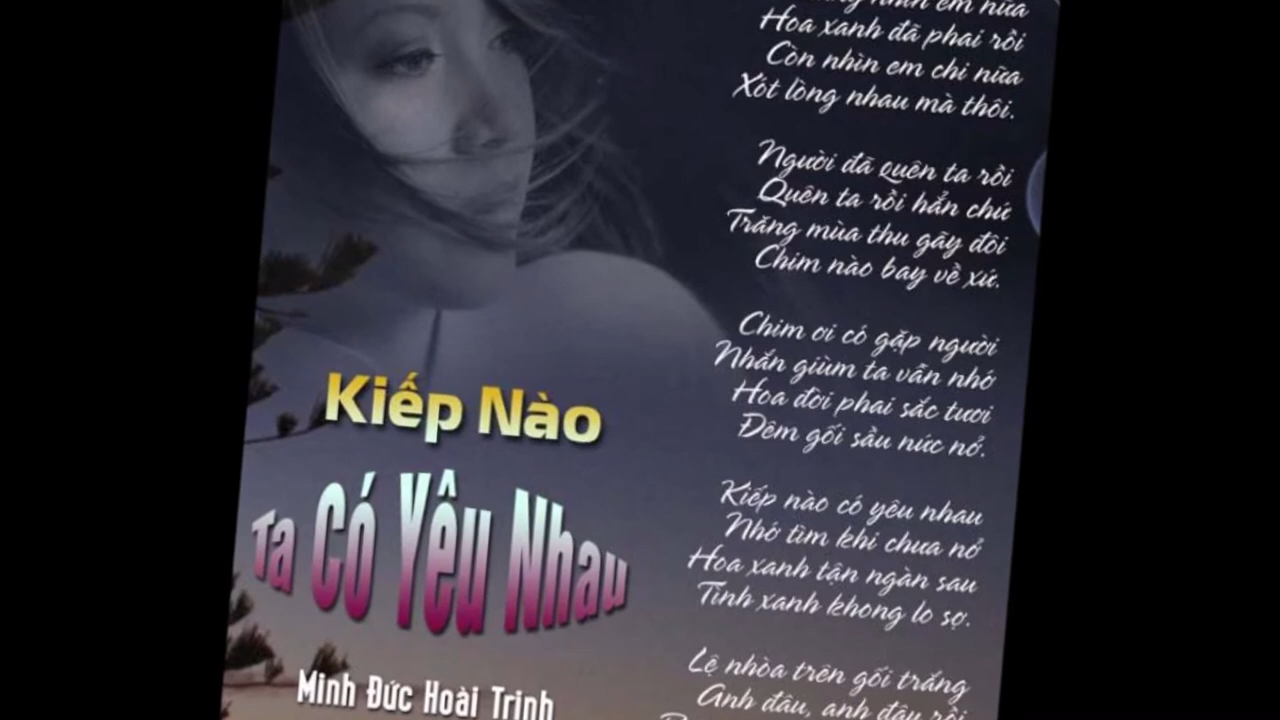 nhìn em nữa
Hoa xanh đã phai rồi
Còn nhìn em chi nữa
Xót lòng nhau mà thôi.
Người đã quên ta rồi
Quên ta rồi hẳn chứ
Trăng mùa thu gãy đôi
Chim nào bay về xứ.
Chim ơi có gặp người
Nhắn giùm ta vẫn nhớ
Hoa đời phai sắc tươi
Đêm gối sầu nức nở.
Kiếp nào có yêu nhau
Nhớ tìm khi chưa nở
Hoa xanh tận ngàn sau
Tình xanh khong lo sợ.
Lệ nhòa trên gối trắng
Anh đâu, anh đâu rồi
Kiếp Nào
Ta Có Yêu Nhau
Minh Đức Hoài Trinh